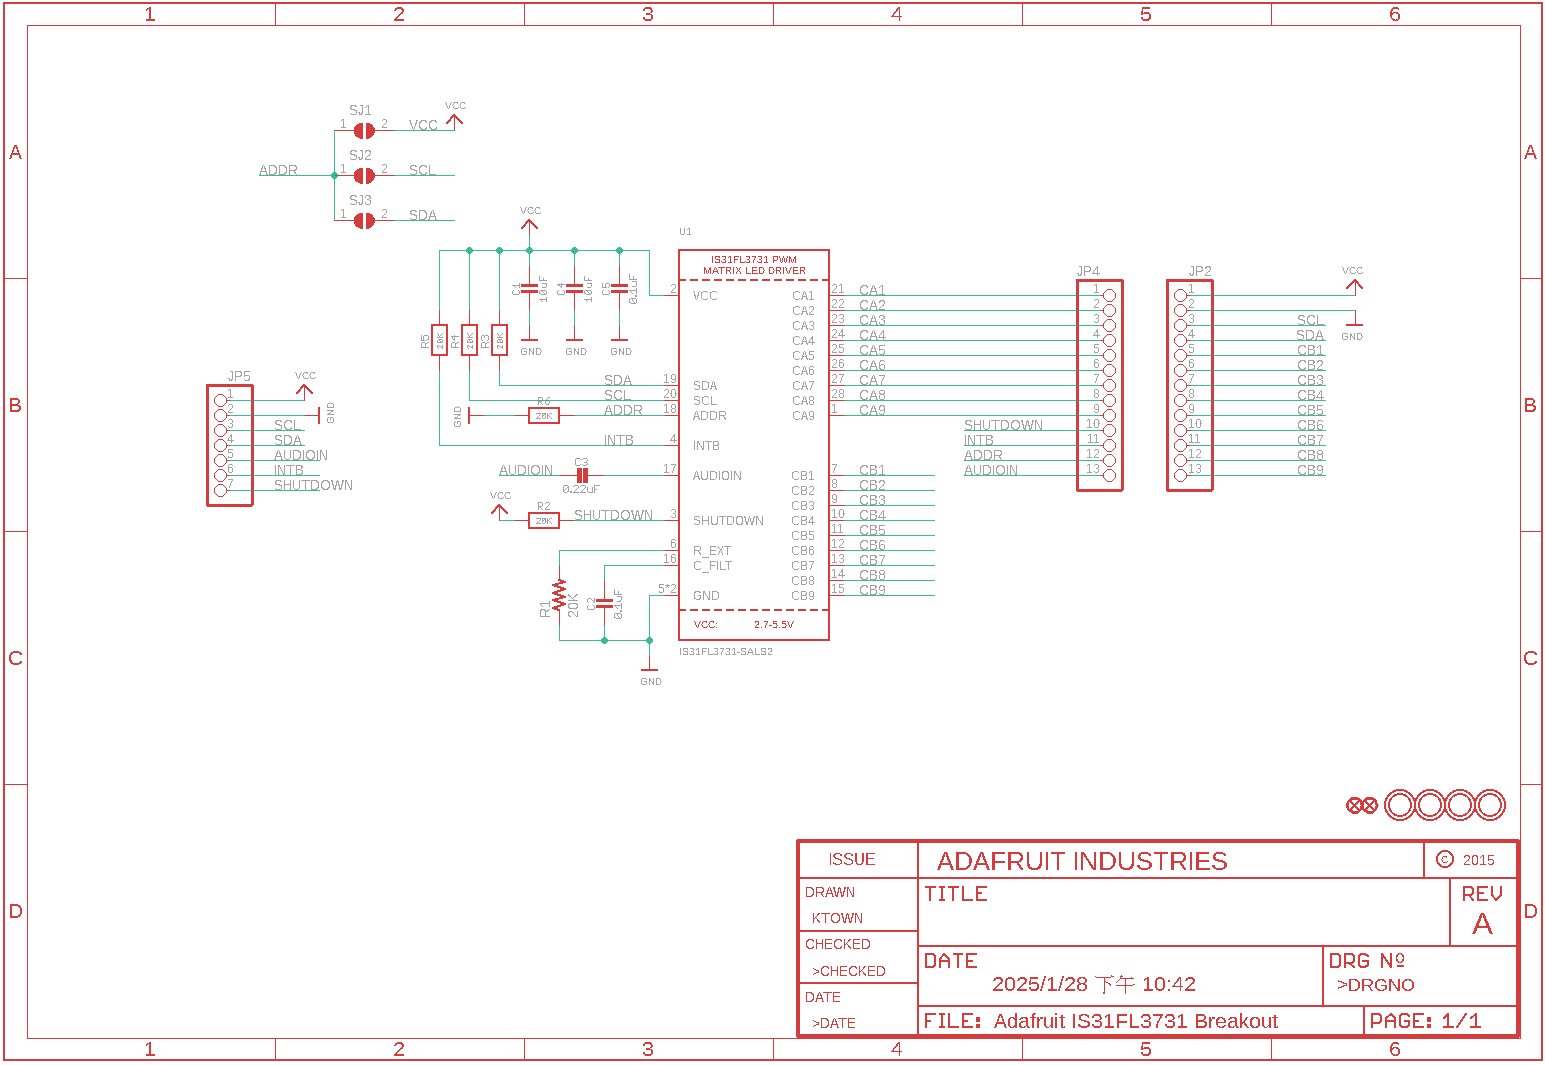 1 2 3 4 5 6
A A
B B
C C
D D
SJ1
1 2 VCC
VCC
SJ2
ADDR 1 2 SCL
SJ3
1 2 SDA
VCC
C1 10uF
C4 10uF
C5 0.1uF
GND GND GND
R5 20K
R4 20K
R3 20K
U1
IS31FL3731 PWM
MATRIX LED DRIVER
2 VCC
SDA 19 SDA
SCL 20 SCL
GND R6 20K ADDR 18 ADDR
INTB 4 INTB
AUDIOIN C3 0.22uF 17 AUDIOIN
VCC R2 20K SHUTDOWN 3 SHUTDOWN
6 R_EXT
16 C_FILT
5*2 GND
R1 20K
C2 0.1uF
GND
CA1 21 CA1
CA2 22 CA2
CA3 23 CA3
CA4 24 CA4
CA5 25 CA5
CA6 26 CA6
CA7 27 CA7
CA8 28 CA8
CA9 1 CA9
CB1 7 CB1
CB2 8 CB2
CB3 9 CB3
CB4 10 CB4
CB5 11 CB5
CB6 12 CB6
CB7 13 CB7
CB8 14 CB8
CB9 15 CB9
VCC: 2.7-5.5V
IS31FL3731-SALS2
JP5
1 VCC
2 GND
3 SCL
4 SDA
5 AUDIOIN
6 INTB
7 SHUTDOWN
JP4
1
2
3
4
5
6
7
8
9
SHUTDOWN 10
INTB 11
ADDR 12
AUDIOIN 13
JP2
1 VCC
2 GND
3 SCL
4 SDA
5 CB1
6 CB2
7 CB3
8 CB4
9 CB5
10 CB6
11 CB7
12 CB8
13 CB9
ISSUE
ADAFRUIT INDUSTRIES
© 2015
DRAWN
KTOWN
TITLE
REV
A
CHECKED
>CHECKED
DATE
2025/1/28 下午 10:42
DRG Nº
>DRGNO
DATE
>DATE
FILE: Adafruit IS31FL3731 Breakout
PAGE: 1/1
1 2 3 4 5 6